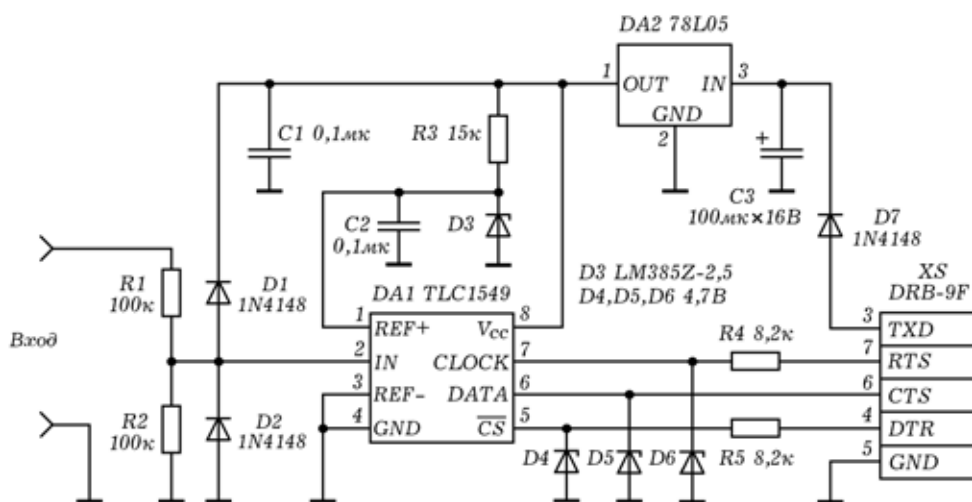 DA2 78L05
1
OUT
IN
3
GND
2
C1 0,1мк
R3 15к
+
C3
100мк×16В
D7
1N4148
C2
0,1мк
D3
D3 LM385Z-2,5
D4,D5,D6 4,7В
XS
DRB-9F
R1
100к
D1
1N4148
DA1 TLC1549
1
REF+
Vcc
8
R4 8,2к
3
TXD
Вход
2
IN
CLOCK
7
7
RTS
3
REF-
DATA
6
6
CTS
R2
100к
D2
1N4148
4
GND
CS
5
4
DTR
D4
D5
D6
R5 8,2к
5
GND